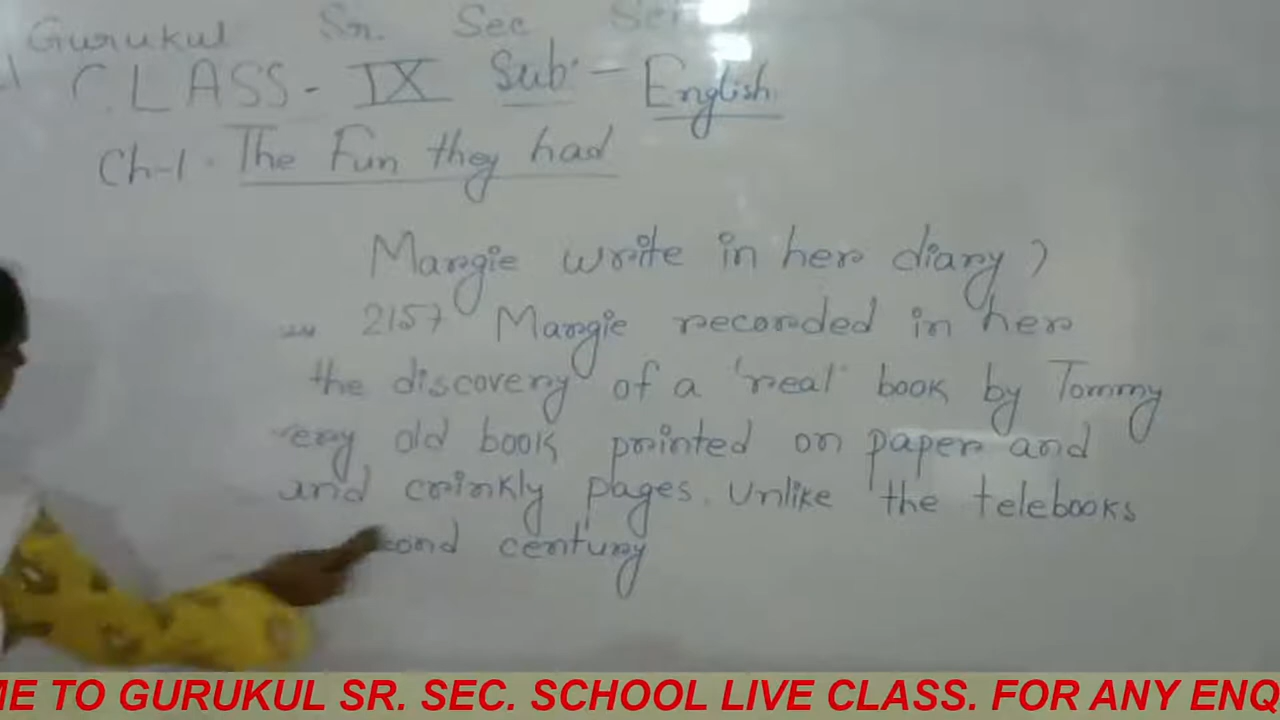 Gurukul Sr. Sec
CLASS - IX Sub:- English
Ch-1. The Fun they had
Margie write in her diary ?
2157 Margie recorded in her
the discovery of a 'real' book by Tommy
very old book printed on paper and
and crinkly pages. Unlike the telebooks
century
ME TO GURUKUL SR. SEC. SCHOOL LIVE CLASS. FOR ANY ENQ